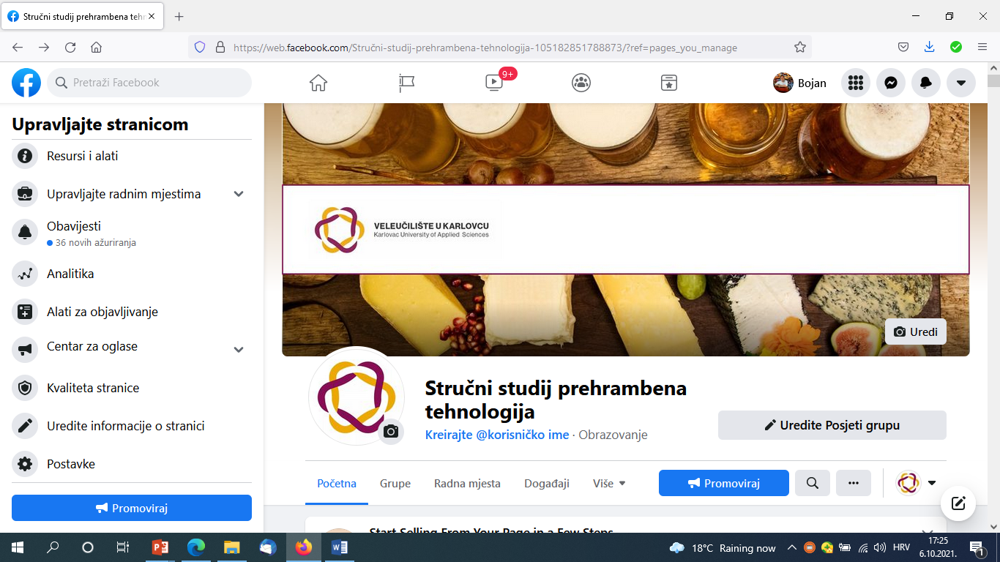 Stručni studij prehrambena tehn
https://web.facebook.com/Stručni-studij-prehrambena-tehnologija-105182851788873/?ref=pages_you_manage
Pretraži Facebook
9+
Bojan
Upravljajte stranicom
Resursi i alati
Upravljajte radnim mjestima
Obavijesti
36 novih ažuriranja
Analitika
Alati za objavljivanje
Centar za oglase
Kvaliteta stranice
Uredite informacije o stranici
Postavke
Promoviraj
VELEUČILIŠTE U KARLOVCU
Karlovac University of Applied Sciences
Uredi
Stručni studij prehrambena
tehnologija
Kreirajte @korisničko ime · Obrazovanje
Uredite Posjeti grupu
Početna
Grupe
Radna mjesta
Događaji
Više
Promoviraj
Start Selling From Your Page in a Few Steps
18°C Raining now
HRV
17:25
6.10.2021.
1